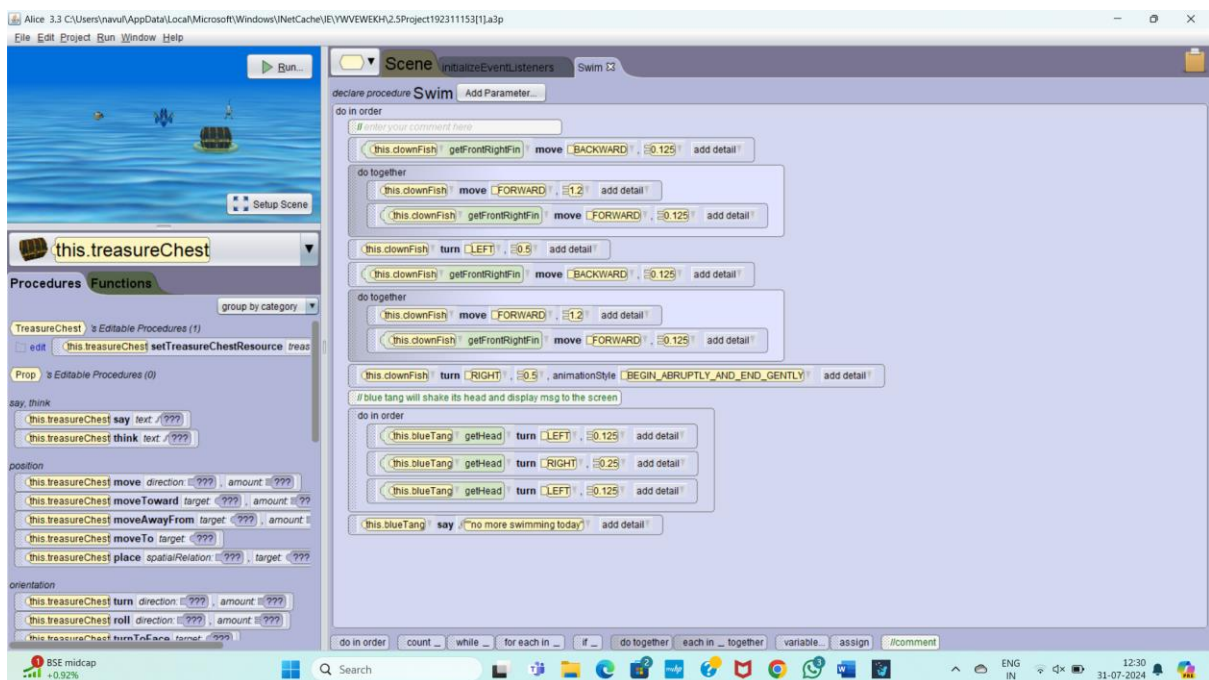 Alice 3.3 C:\Users\navul\AppData\Local\Microsoft\Windows\INetCache\IE\YWVEWEKH\2.5Project192311153[1].a3p
File Edit Project Run Window Help
Run...
Setup Scene
this.treasureChest
Procedures Functions
group by category
TreasureChest 's Editable Procedures (1)
edit this.treasureChest setTreasureChestResource treas
Prop 's Editable Procedures (0)
say, think
this.treasureChest say text: ???
this.treasureChest think text: ???
position
this.treasureChest move direction: ??? , amount: ???
this.treasureChest moveToward target: ??? , amount: ??
this.treasureChest moveAwayFrom target: ??? , amount:
this.treasureChest moveTo target: ???
this.treasureChest place spatialRelation: ??? , target: ???
orientation
this.treasureChest turn direction: ??? , amount: ???
this.treasureChest roll direction: ??? , amount: ???
this.treasureChest turnToFace target: ???
Scene initializeEventListeners Swim
declare procedure Swim Add Parameter...
do in order
// enter your comment here
this.clownFish getFrontRightFin move BACKWARD , 0.125 add detail
do together
this.clownFish move FORWARD , 1.2 add detail
this.clownFish getFrontRightFin move FORWARD , 0.125 add detail
this.clownFish turn LEFT , 0.5 add detail
this.clownFish getFrontRightFin move BACKWARD , 0.125 add detail
do together
this.clownFish move FORWARD , 1.2 add detail
this.clownFish getFrontRightFin move FORWARD , 0.125 add detail
this.clownFish turn RIGHT , 0.5 , animationStyle BEGIN_ABRUPTLY_AND_END_GENTLY add detail
// blue tang will shake its head and display msg to the screen
do in order
this.blueTang getHead turn LEFT , 0.125 add detail
this.blueTang getHead turn RIGHT , 0.25 add detail
this.blueTang getHead turn LEFT , 0.125 add detail
this.blueTang say "no more swimming today" add detail
do in order count _ while _ for each in _ if _ do together each in _ together variable... assign //comment
1 BSE midcap
+0.92%
Search
2
ENG
IN
12:30
31-07-2024